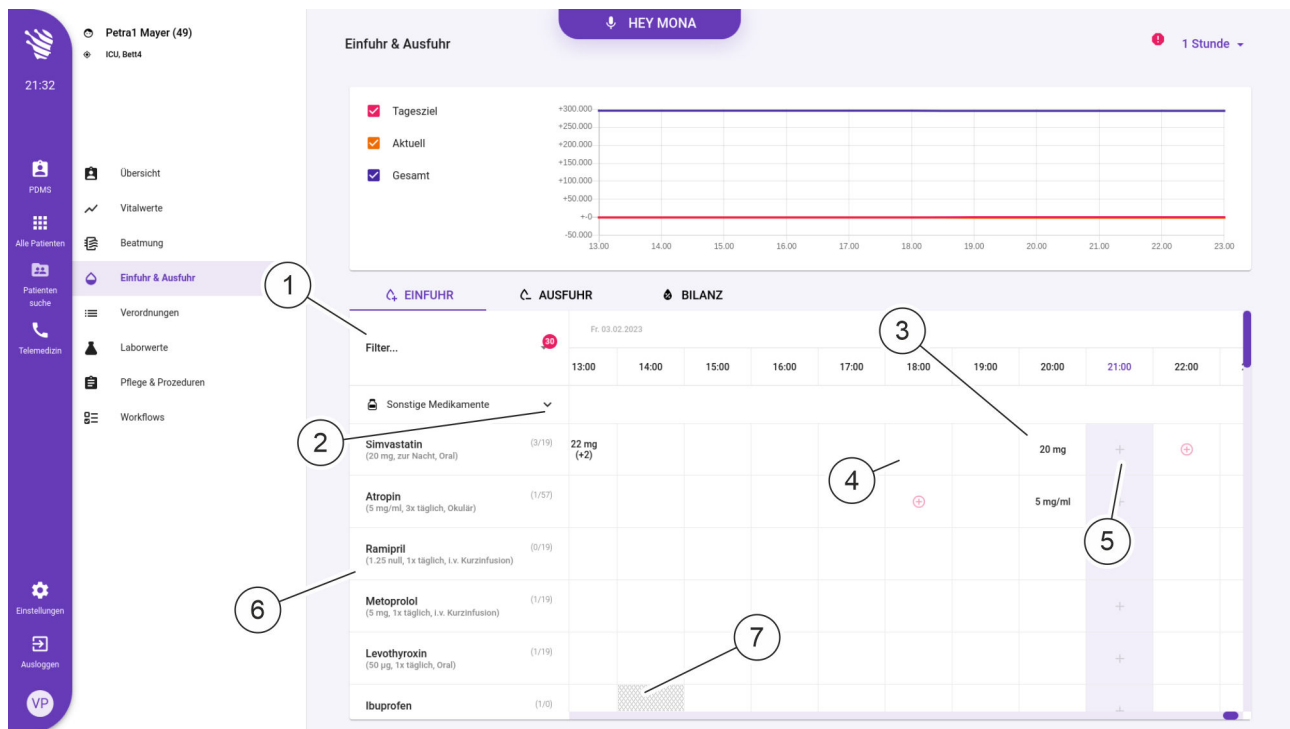 HEY MONA
Petra1 Mayer (49)
ICU, Bett4
21:32
PDMS
Alle Patienten
Patienten
suche
Telemedizin
Einstellungen
Ausloggen
VP
Übersicht
Vitalwerte
Beatmung
Einfuhr & Ausfuhr
Verordnungen
Laborwerte
Pflege & Prozeduren
Workflows
Einfuhr & Ausfuhr
1 Stunde
Tagesziel
Aktuell
Gesamt
+300.000
+250.000
+200.000
+150.000
+100.000
+50.000
+-0
-50.000
13.00 14.00 15.00 16.00 17.00 18.00 19.00 20.00 21.00 22.00 23.00
EINFUHR AUSFUHR BILANZ
1
Filter...
30
Fr. 03.02.2023
3
13:00 14:00 15:00 16:00 17:00 18:00 19:00 20:00 21:00 22:00
Sonstige Medikamente
2
Simvastatin (3/19) 22 mg 20 mg
(20 mg, zur Nacht, Oral) (+2)
4
Atropin (1/57) 5 mg/ml
(5 mg/ml, 3x täglich, Okulär)
5
Ramipril (0/19)
(1.25 null, 1x täglich, i.v. Kurzinfusion)
6
Metoprolol (1/19)
(5 mg, 1x täglich, i.v. Kurzinfusion)
7
Levothyroxin (1/19)
(50 µg, 1x täglich, Oral)
Ibuprofen (1/0)